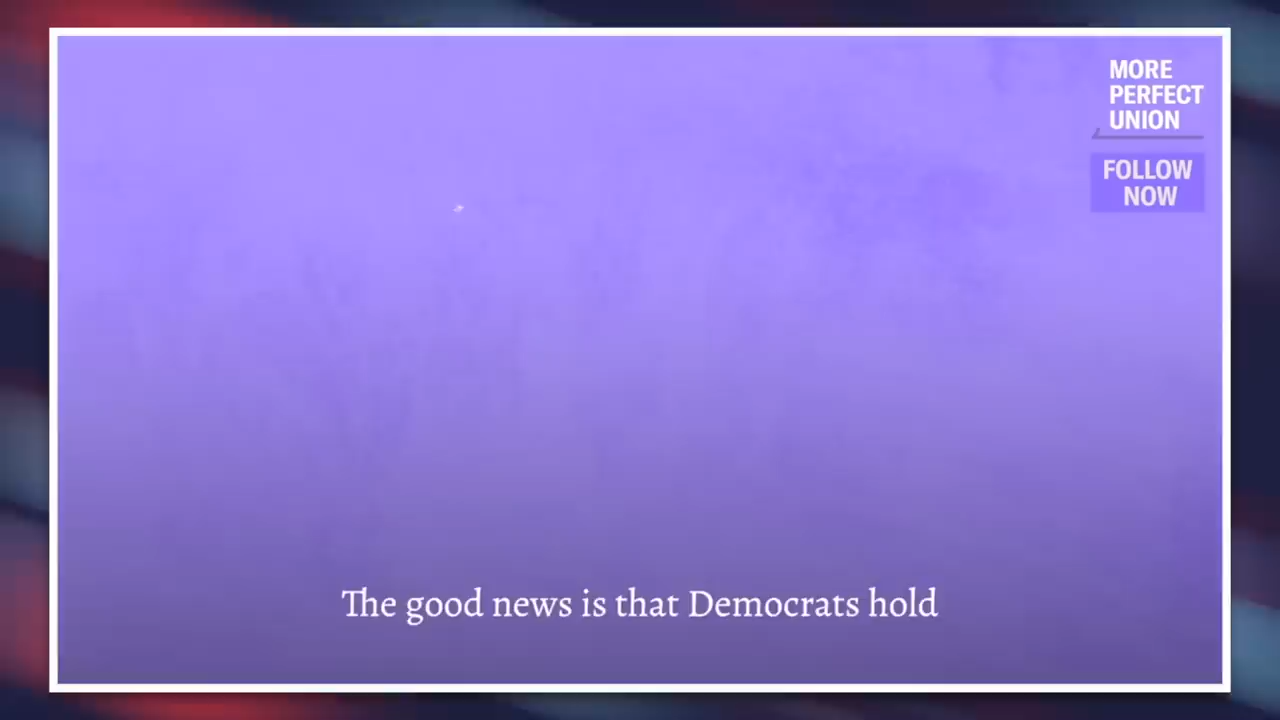 MORE
PERFECT
UNION
FOLLOW
NOW
The good news is that Democrats hold